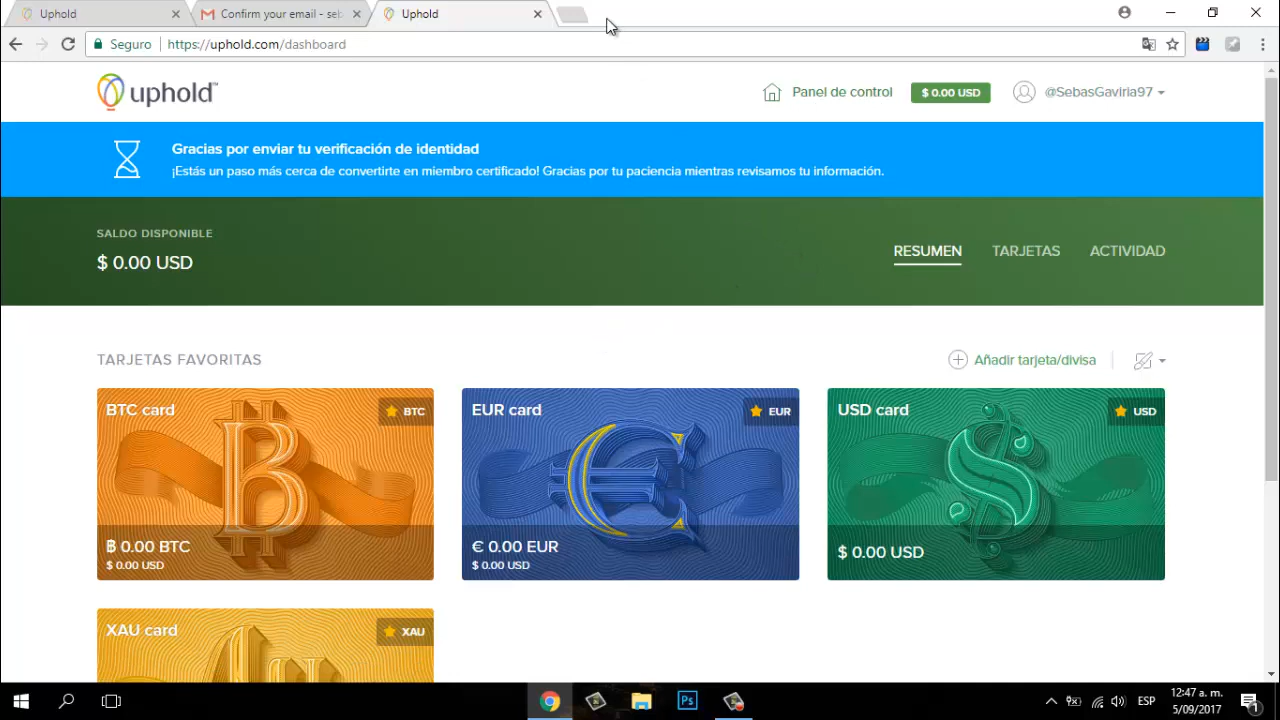 Uphold
Confirm your email - seb
Uphold
Seguro
https://uphold.com/dashboard
uphold™
Panel de control
$ 0.00 USD
@SebasGaviria97
Gracias por enviar tu verificación de identidad
¡Estás un paso más cerca de convertirte en miembro certificado! Gracias por tu paciencia mientras revisamos tu información.
SALDO DISPONIBLE
$ 0.00 USD
RESUMEN
TARJETAS
ACTIVIDAD
TARJETAS FAVORITAS
Añadir tarjeta/divisa
BTC card
BTC
฿ 0.00 BTC
$ 0.00 USD
EUR card
EUR
€ 0.00 EUR
$ 0.00 USD
USD card
USD
$ 0.00 USD
XAU card
XAU
Ps
ESP
12:47 a. m.
5/09/2017
1